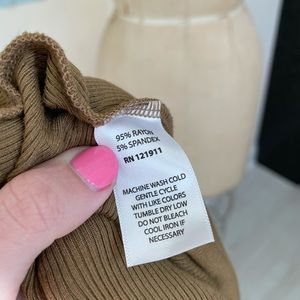 95% RAYON
5% SPANDEX
RN 121911
MACHINE WASH COLD
GENTLE CYCLE
WITH LIKE COLORS
TUMBLE DRY LOW
DO NOT BLEACH
COOL IRON IF
NECESSARY